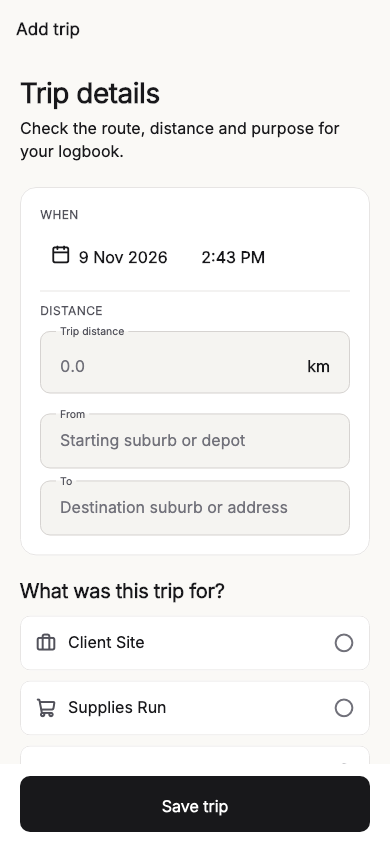 Add trip
Trip details
Check the route, distance and purpose for
your logbook.
WHEN
9 Nov 2026 2:43 PM
DISTANCE
Trip distance
0.0 km
From
Starting suburb or depot
To
Destination suburb or address
What was this trip for?
Client Site
Supplies Run
Save trip